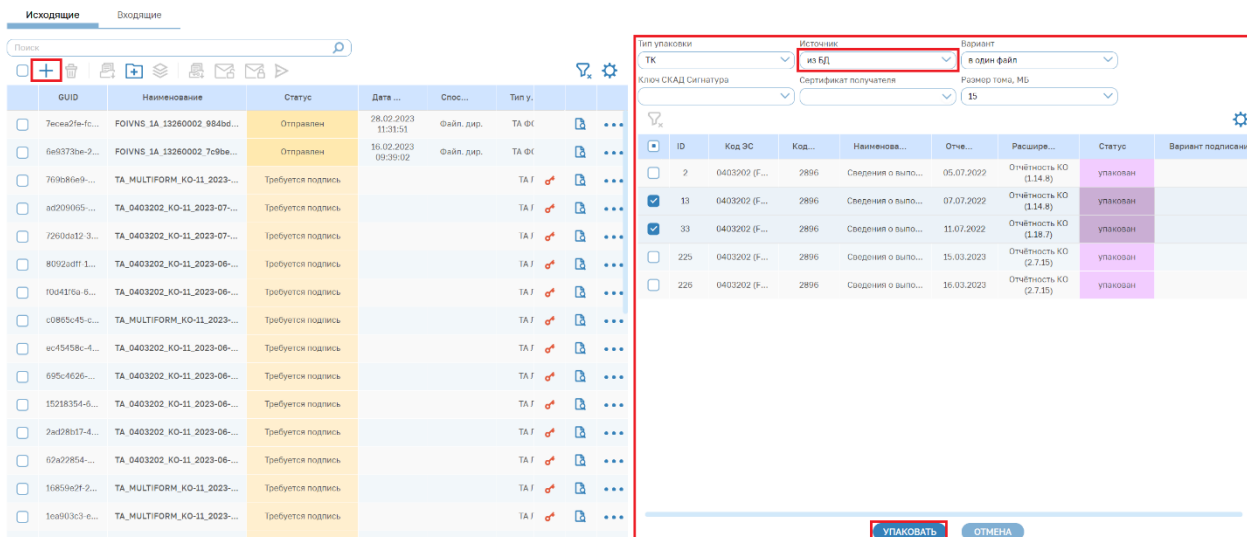 Исходящие Входящие
Поиск
GUID Наименование Статус Дата ... Спос... Тип у.
7ecea2fe-fc... FOIVNS_1A_13260002_984bd... Отправлен 28.02.2023 11:31:51 Файл. дир. ТА ФС
6e9373be-2... FOIVNS_1A_13260002_7c9be... Отправлен 16.02.2023 09:39:02 Файл. дир. ТА ФС
769b86e9-... TA_MULTIFORM_KO-11_2023-... Требуется подпись
ad209065-... TA_0403202_KO-11_2023-07-... Требуется подпись
7260da12-3... TA_0403202_KO-11_2023-07-... Требуется подпись
8092adff-1... TA_0403202_KO-11_2023-06-... Требуется подпись
f0d41f6a-6... TA_0403202_KO-11_2023-06-... Требуется подпись
c0865c45-c... TA_MULTIFORM_KO-11_2023-... Требуется подпись
ec45458c-4... TA_0403202_KO-11_2023-06-... Требуется подпись
695c4626-... TA_0403202_KO-11_2023-06-... Требуется подпись
15218354-6... TA_0403202_KO-11_2023-06-... Требуется подпись
2ad28b17-4... TA_0403202_KO-11_2023-06-... Требуется подпись
62a22854-... TA_0403202_KO-11_2023-06-... Требуется подпись
16859e2f-2... TA_MULTIFORM_KO-11_2023-... Требуется подпись
1ea903c3-e... TA_MULTIFORM_KO-11_2023-... Требуется подпись
Тип упаковки Источник Вариант
ТК из БД в один файл
Ключ СКАД Сигнатура Сертификат получателя Размер тома, МБ
15
ID Код ЭС Код... Наименова... Отче... Расшире... Статус Вариант подписани
2 0403202 (F... 2896 Сведения о выпо... 05.07.2022 Отчётность КО (1.14.8) упакован
13 0403202 (F... 2896 Сведения о выпо... 07.07.2022 Отчётность КО (1.14.8) упакован
33 0403202 (F... 2896 Сведения о выпо... 11.07.2022 Отчётность КО (1.18.7) упакован
225 0403202 (F... 2896 Сведения о выпо... 15.03.2023 Отчётность КО (2.7.15) упакован
226 0403202 (F... 2896 Сведения о выпо... 16.03.2023 Отчётность КО (2.7.15) упакован
УПАКОВАТЬ ОТМЕНА